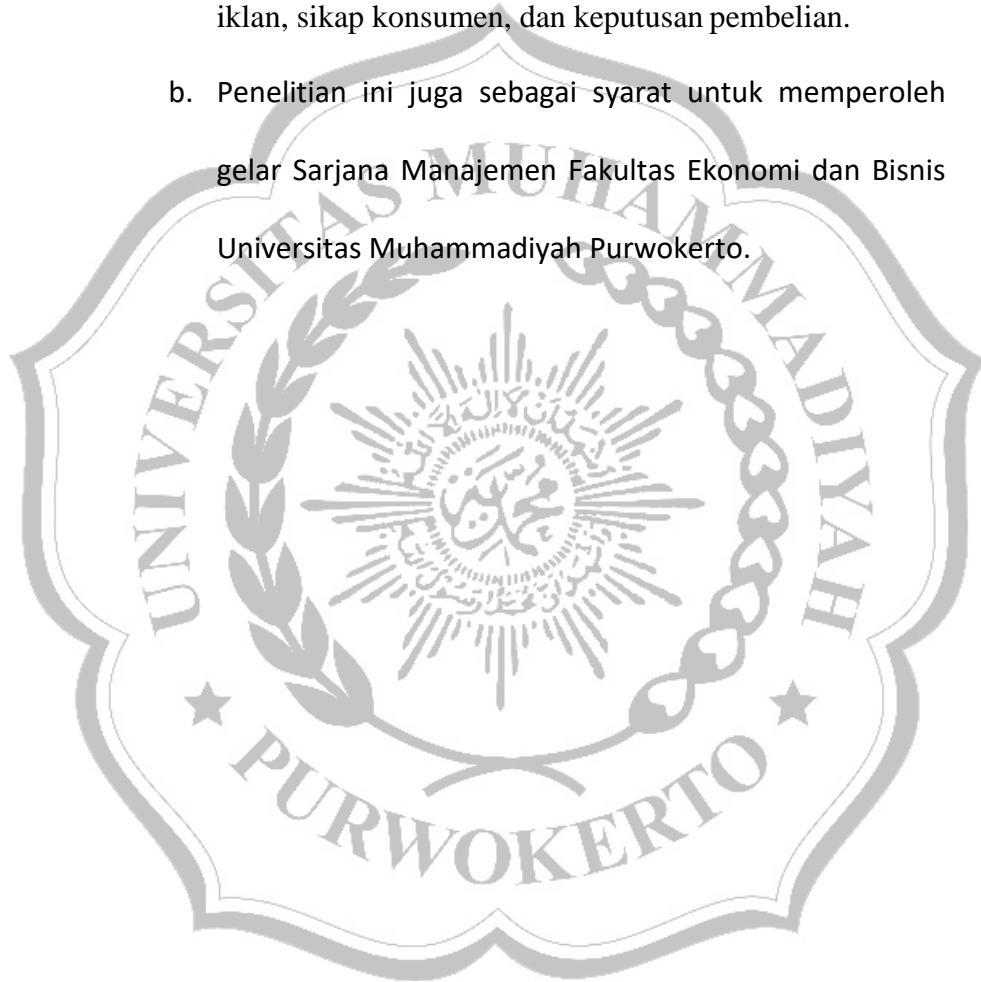 iklan, sikap konsumen, dan keputusan pembelian.
b. Penelitian ini juga sebagai syarat untuk memperoleh
gelar Sarjana Manajemen Fakultas Ekonomi dan Bisnis
Universitas Muhammadiyah Purwokerto.
UNIVERSITAS MUHAMMADIYAH
PURWOKERTO